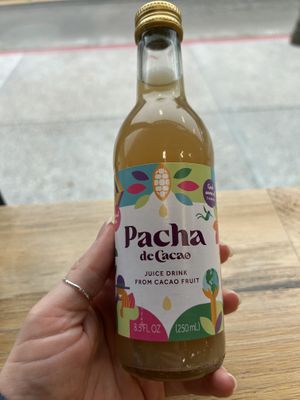 Pacha
de Cacao
JUICE DRINK
FROM CACAO FRUIT
8.5 FL OZ (250 mL)